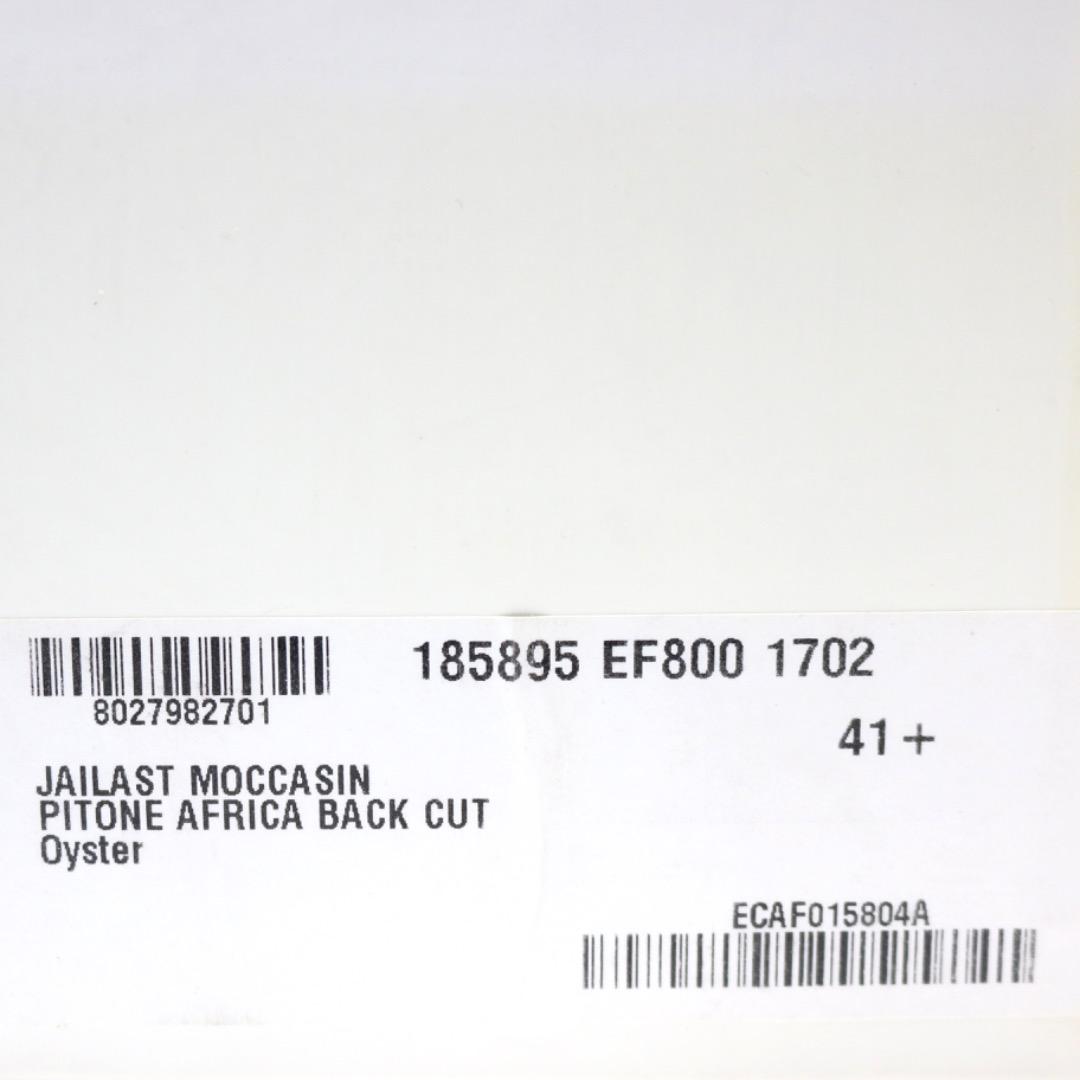 185895 EF800 1702
8027982701
41+
JAILAST MOCCASIN
PITONE AFRICA BACK CUT
Oyster
ECAF015804A